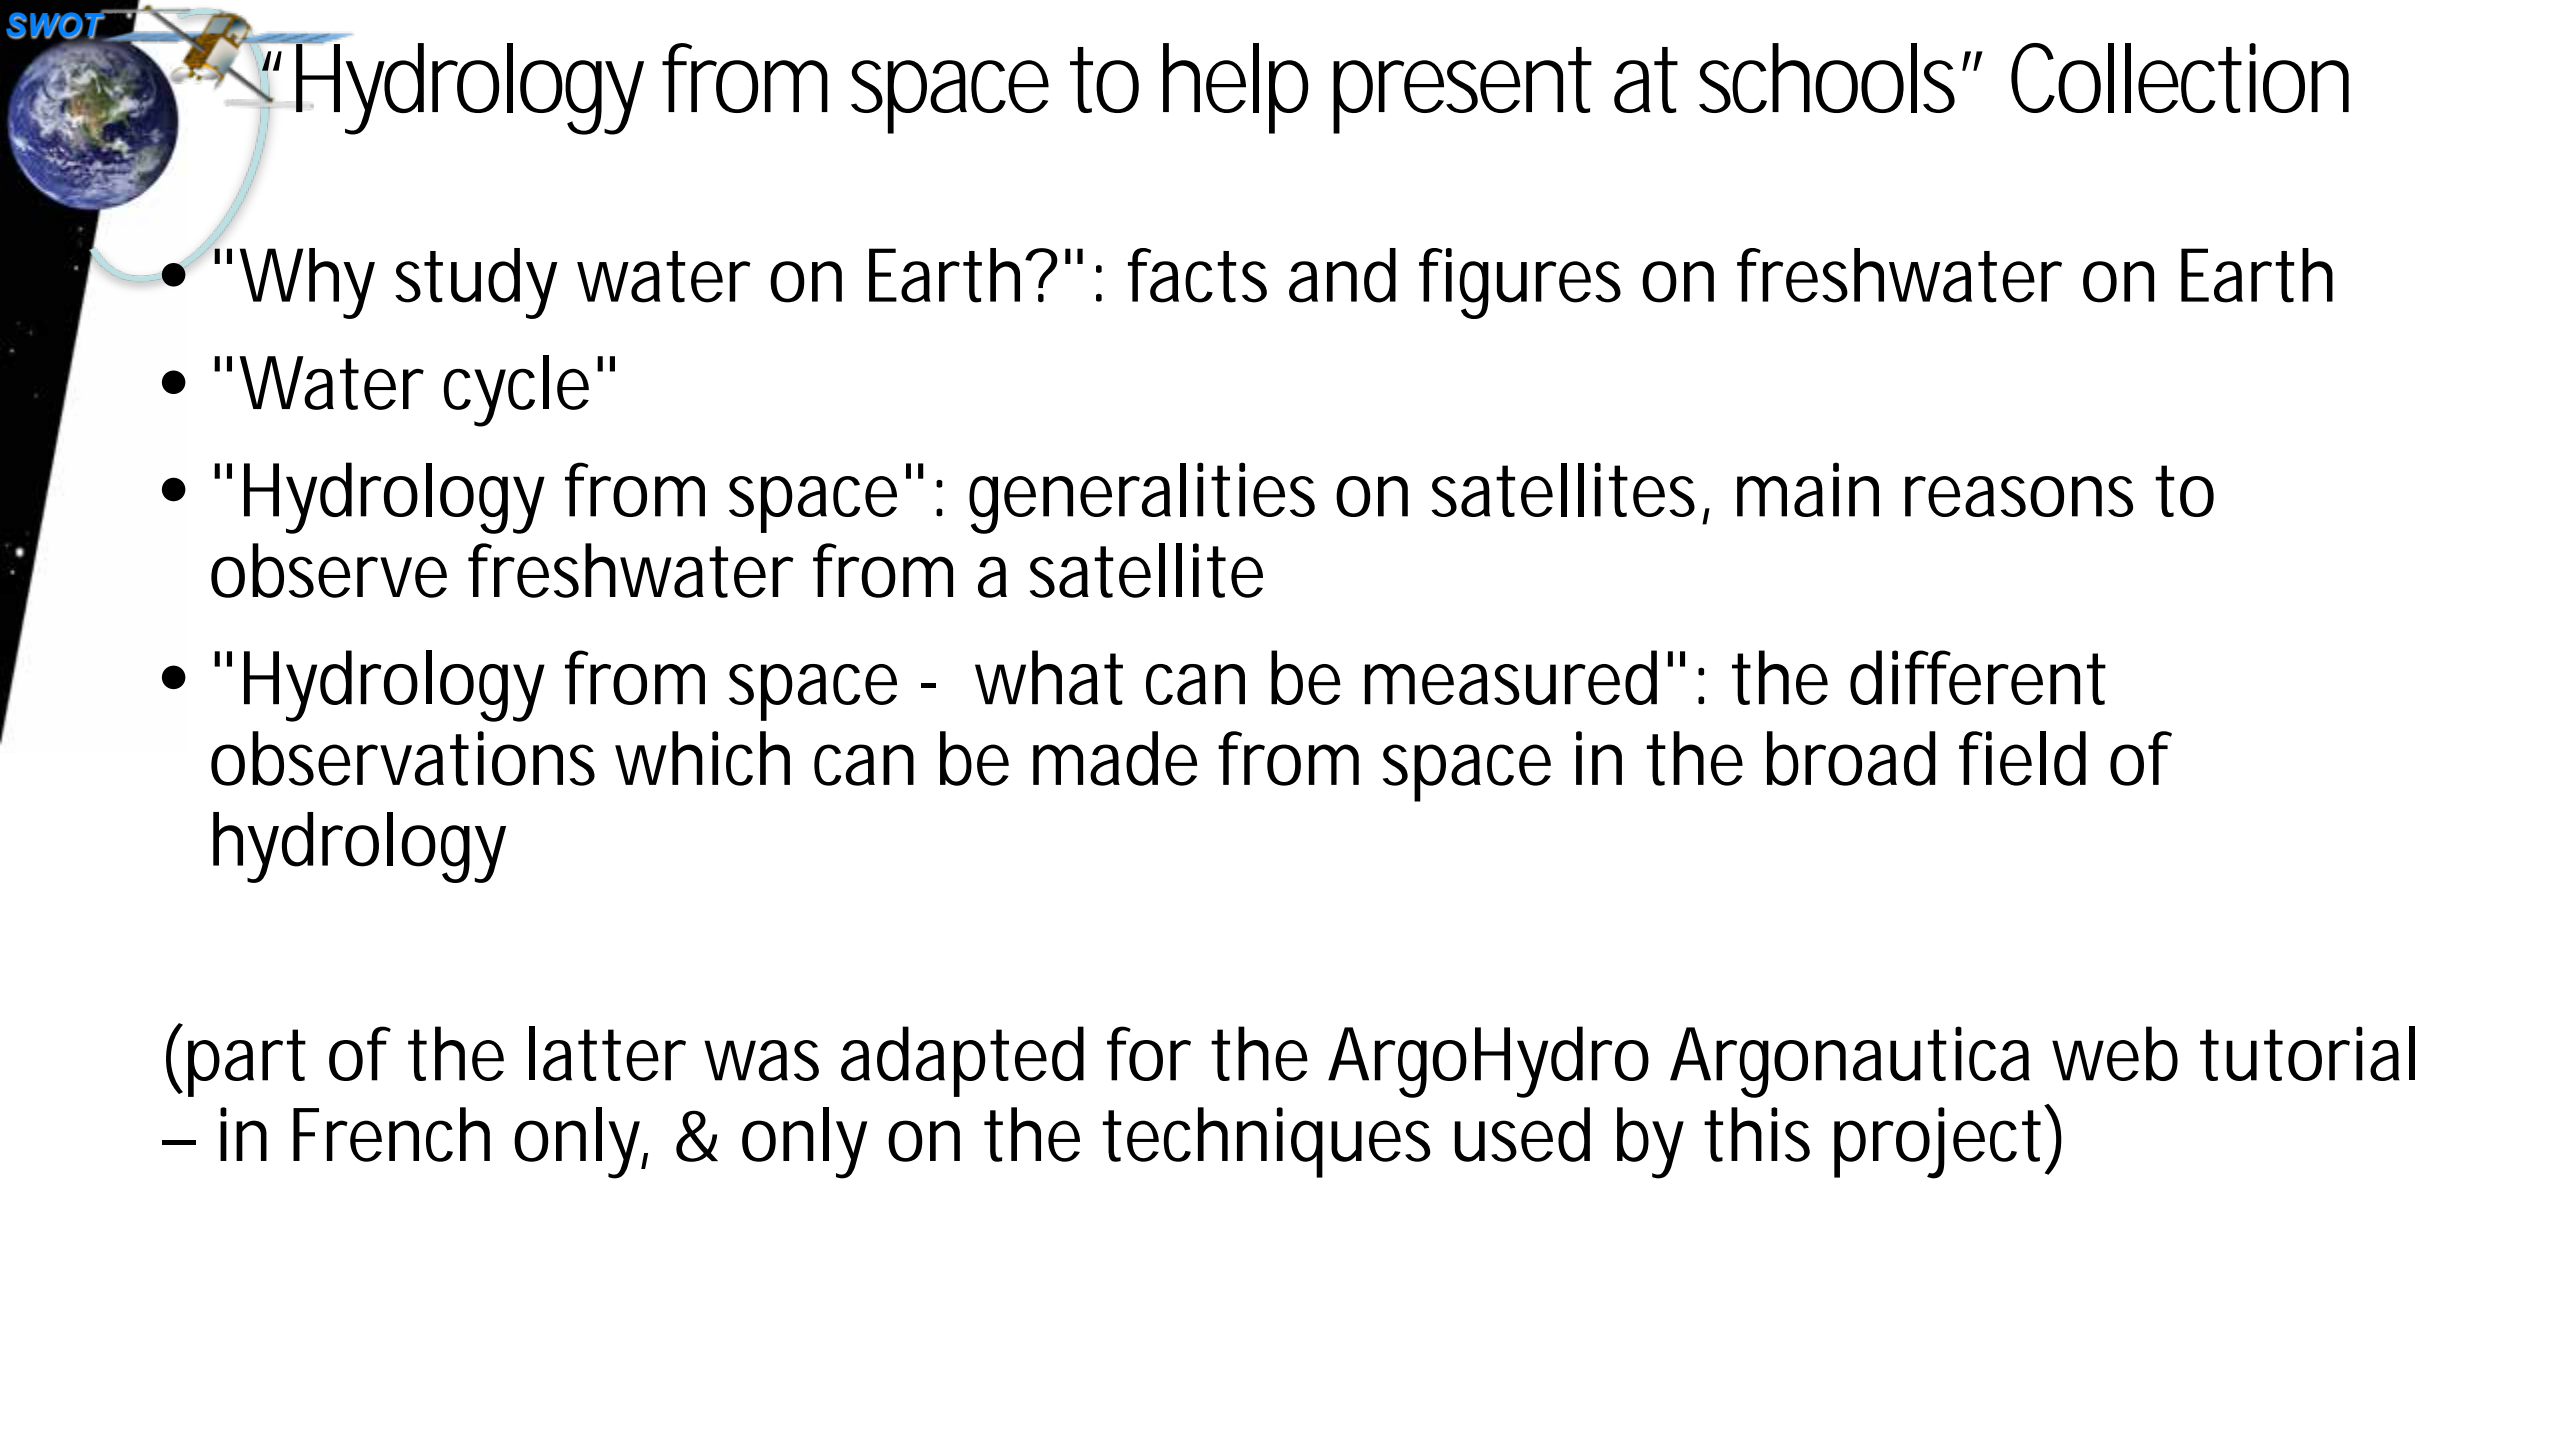 SWOT
“Hydrology from space to help present at schools” Collection
• "Why study water on Earth?": facts and figures on freshwater on Earth
• "Water cycle"
• "Hydrology from space": generalities on satellites, main reasons to
observe freshwater from a satellite
• "Hydrology from space -  what can be measured": the different
observations which can be made from space in the broad field of
hydrology
(part of the latter was adapted for the ArgoHydro Argonautica web tutorial
– in French only, & only on the techniques used by this project)